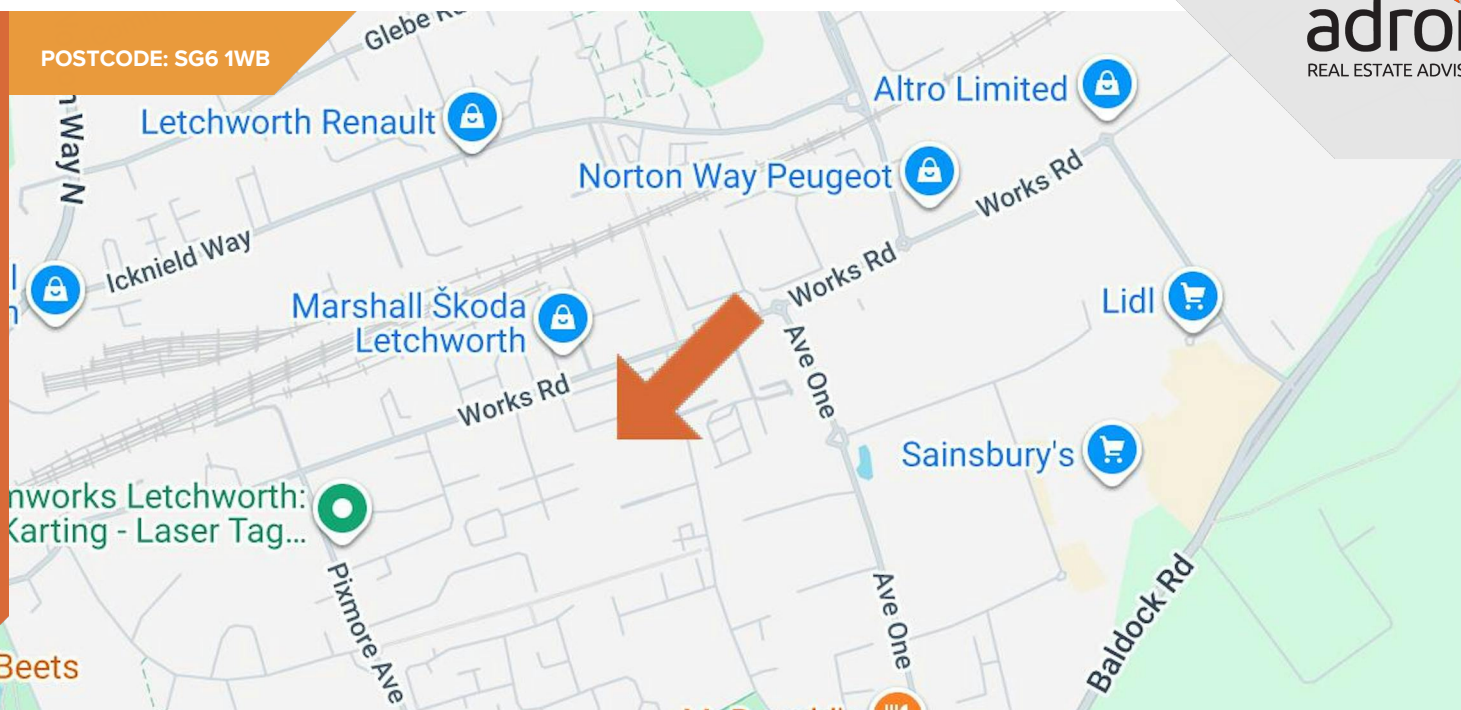 POSTCODE: SG6 1WB
adro
REAL ESTATE ADVIS
Glebe
Way N
Letchworth Renault
Altro Limited
Norton Way Peugeot
Works Rd
Icknield Way
Works Rd
Marshall Škoda
Letchworth
Lidl
Ave One
Works Rd
Sainsbury's
nworks Letchworth:
Karting - Laser Tag...
Pixmore Ave
Ave One
Baldock Rd
Beets